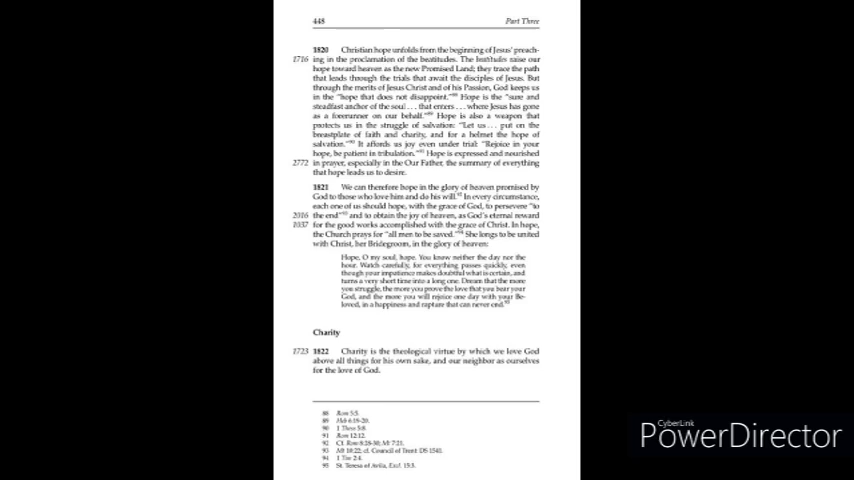 448
Part Three
1820 Christian hope unfolds from the beginning of Jesus' preach-
1716 ing in the proclamation of the beatitudes. The beatitudes raise our
hope toward heaven as the new Promised Land; they trace the path
that leads through the trials that await the disciples of Jesus. But
through the merits of Jesus Christ and of his Passion, God keeps us
in the "hope that does not disappoint."88 Hope is the "sure and
steadfast anchor of the soul . . . that enters . . . where Jesus has gone
as a forerunner on our behalf."89 Hope is also a weapon that
protects us in the struggle of salvation: "Let us . . . put on the
breastplate of faith and charity, and for a helmet the hope of
salvation."90 It affords us joy even under trial: "Rejoice in your
hope, be patient in tribulation."91 Hope is expressed and nourished
2772 in prayer, especially in the Our Father, the summary of everything
that hope leads us to desire.
1821 We can therefore hope in the glory of heaven promised by
God to those who love him and do his will.92 In every circumstance,
each one of us should hope, with the grace of God, to persevere "to
2016 the end"93 and to obtain the joy of heaven, as God's eternal reward
1037 for the good works accomplished with the grace of Christ. In hope,
the Church prays for "all men to be saved."94 She longs to be united
with Christ, her Bridegroom, in the glory of heaven:
Hope, O my soul, hope. You know neither the day nor the
hour. Watch carefully, for everything passes quickly, even
though your impatience makes doubtful what is certain, and
turns a very short time into a long one. Dream that the more
you struggle, the more you prove the love that you bear your
God, and the more you will rejoice one day with your Be-
loved, in a happiness and rapture that can never end.95
Charity
1723 1822 Charity is the theological virtue by which we love God
above all things for his own sake, and our neighbor as ourselves
for the love of God.
88 Rom 5:5.
89 Heb 6:19-20.
90 1 Thess 5:8.
91 Rom 12:12.
92 Cf. Rom 8:28-30; Mt 7:21.
93 Mt 10:22; cf. Council of Trent: DS 1541.
94 1 Tim 2:4.
95 St. Teresa of Avila, Excl. 15:3.
CyberLink
PowerDirector